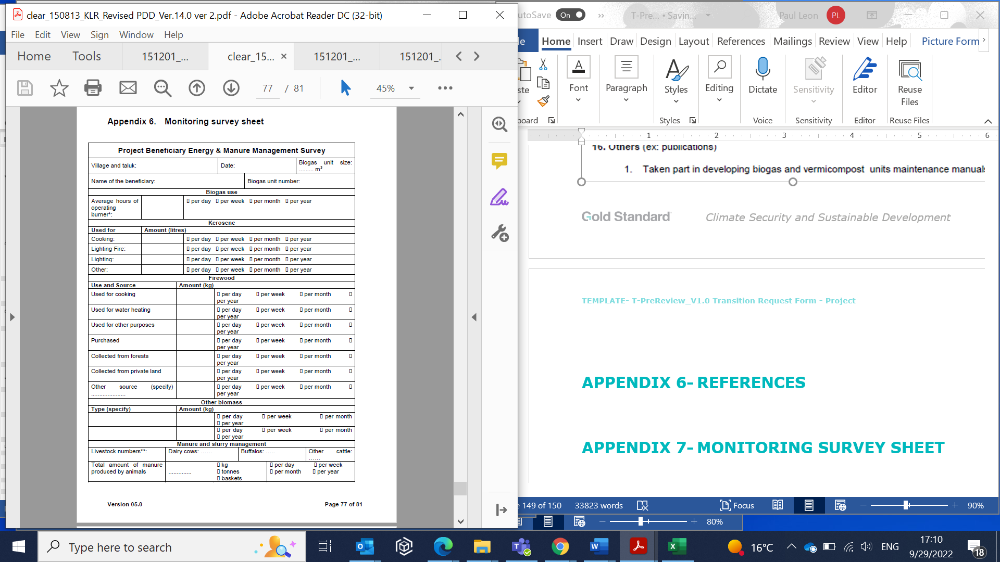 clear_150813_KLR_Revised PDD_Ver.14.0 ver 2.pdf - Adobe Acrobat Reader DC (32-bit)
File Edit View Sign Window Help
Home Tools 151201_... clear_15... 151201_... 151201_..
77 / 81 45%
Appendix 6. Monitoring survey sheet
Project Beneficiary Energy & Manure Management Survey
Village and taluk: Date: Biogas unit size: ......... m³
Name of the beneficiary: Biogas unit number:
Biogas use
Average hours of operating burner*: ▯ per day ▯ per week ▯ per month ▯ per year
Kerosene
Used for Amount (litres)
Cooking: ▯ per day ▯ per week ▯ per month ▯ per year
Lighting Fire: ▯ per day ▯ per week ▯ per month ▯ per year
Lighting: ▯ per day ▯ per week ▯ per month ▯ per year
Other: ▯ per day ▯ per week ▯ per month ▯ per year
Firewood
Use and Source Amount (kg)
Used for cooking ▯ per day ▯ per week ▯ per month ▯ per year
Used for water heating ▯ per day ▯ per week ▯ per month ▯ per year
Used for other purposes ▯ per day ▯ per week ▯ per month ▯ per year
Purchased ▯ per day ▯ per week ▯ per month ▯ per year
Collected from forests ▯ per day ▯ per week ▯ per month ▯ per year
Collected from private land ▯ per day ▯ per week ▯ per month ▯ per year
Other source (specify) ..................... ▯ per day ▯ per week ▯ per month ▯ per year
Other biomass
Type (specify) Amount (kg)
▯ per day ▯ per week ▯ per month
▯ per year
▯ per day ▯ per week ▯ per month
▯ per year
Manure and slurry management
Livestock numbers**: Dairy cows: ...... Buffalos: ..... Other cattle: ......
Total amount of manure produced by animals .............. ▯ kg ▯ tonnes ▯ baskets ▯ per day ▯ per week ▯ per month ▯ per year
Version 05.0 Page 77 of 81
utoSave On T-Pre... • Savin... Paul Leon PL
le Home Insert Draw Design Layout References Mailings Review View Help Picture Form
ste Font Paragraph Styles Editing Dictate Sensitivity Editor Reuse Files
board Styles Voice Sensitivity Editor Reuse Files
1 2 3 4 5 6
16. Others (ex: publications)
1. Taken part in developing biogas and vermicompost units maintenance manuals
Gold Standard Climate Security and Sustainable Development
TEMPLATE- T-PreReview_V1.0 Transition Request Form - Project
APPENDIX 6- REFERENCES
APPENDIX 7- MONITORING SURVEY SHEET
e 149 of 150 33823 words Focus 90%
80%
Type here to search
16°C ENG 17:10
9/29/2022 18